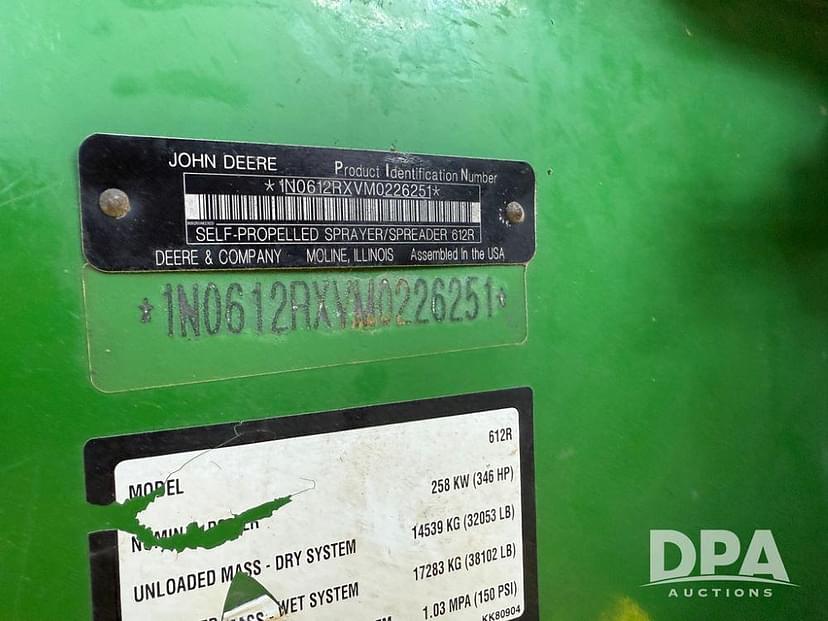 JOHN DEERE Product Identification Number
*1N0612RXVM0226251*
SELF-PROPELLED SPRAYER/SPREADER 612R
DEERE & COMPANY MOLINE, ILLINOIS Assembled in the USA
*1N0612RXVM0226251*
612R
MODEL 258 KW (346 HP)
14539 KG (32053 LB)
UNLOADED MASS - DRY SYSTEM 17283 KG (38102 LB)
MASS - WET SYSTEM 1.03 MPA (150 PSI)
KK80904
DPA
AUCTIONS